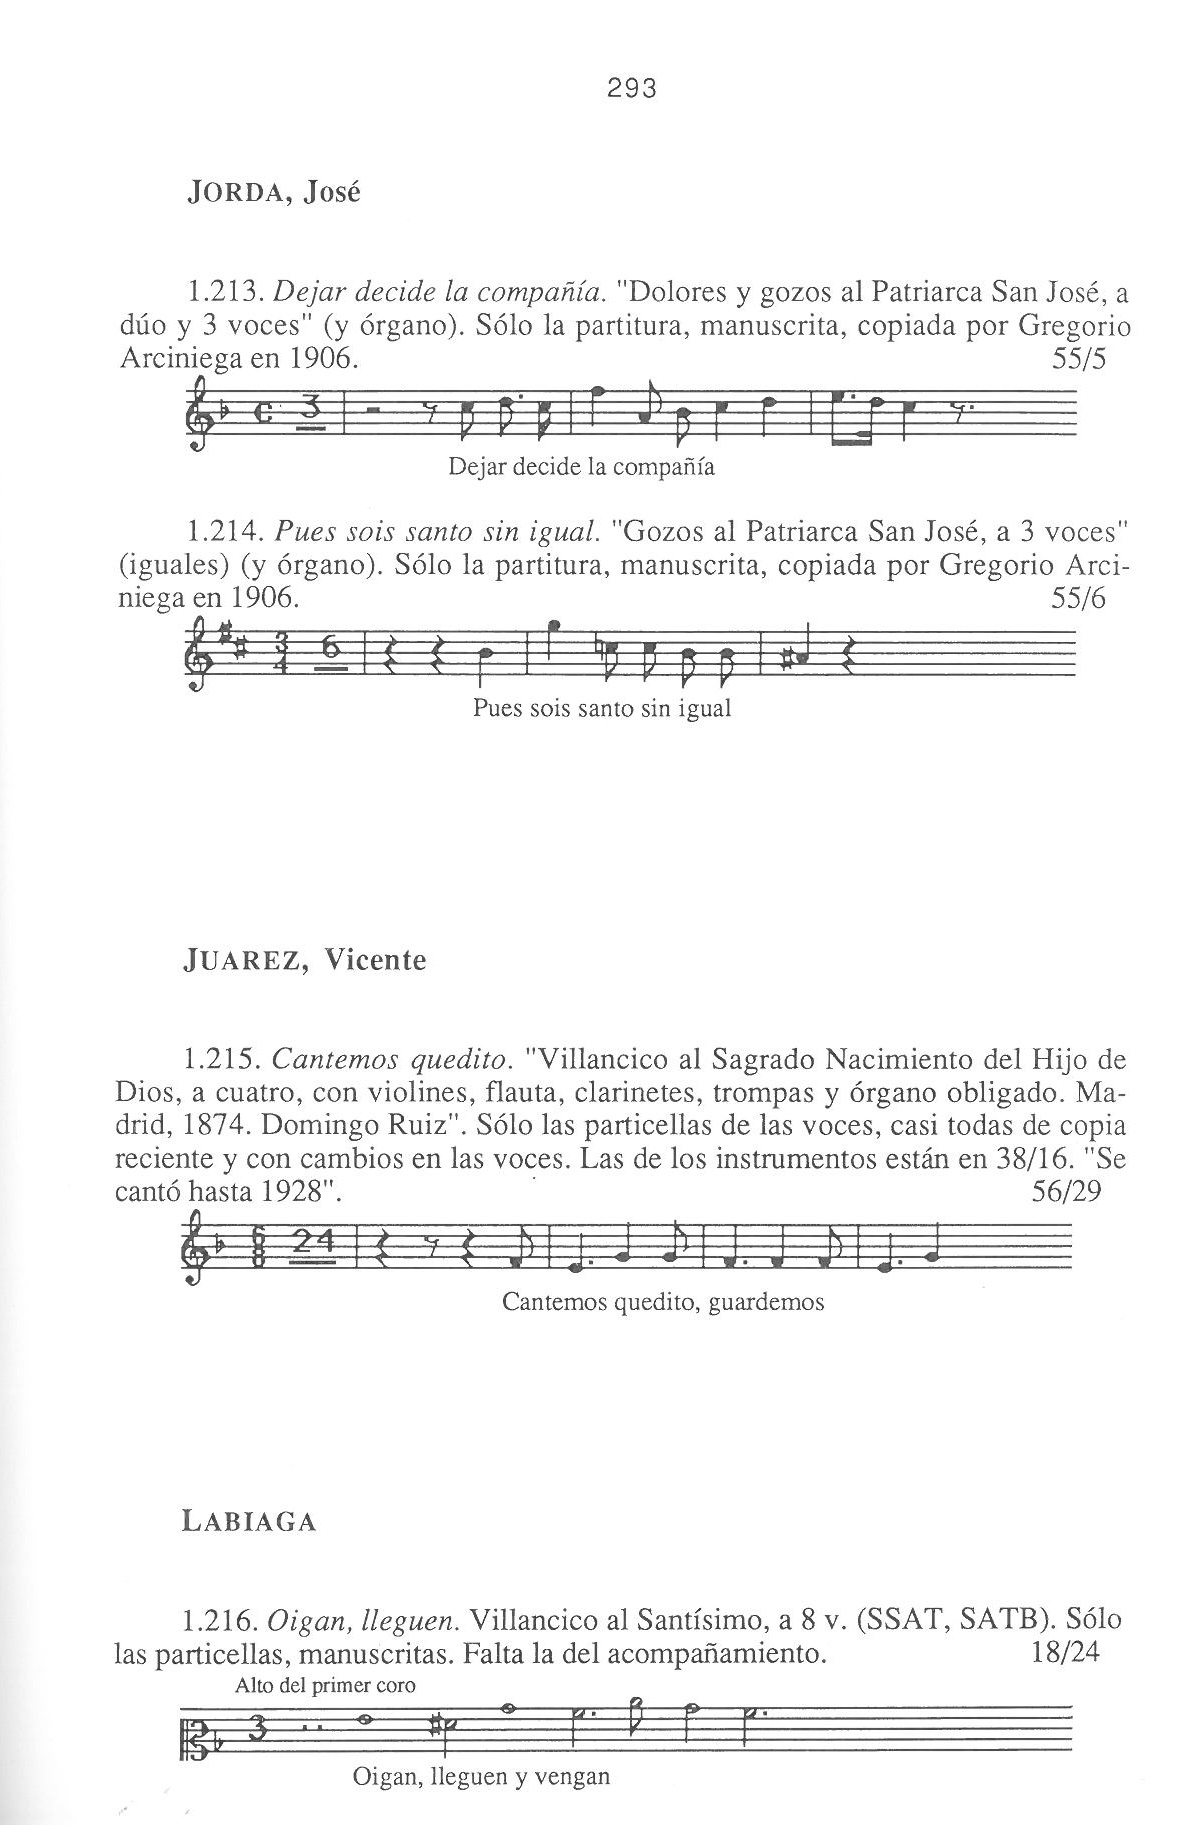 293
JORDA, José
1.213. Dejar decide la compañía. "Dolores y gozos al Patriarca San José, a
dúo y 3 voces" (y órgano). Sólo la partitura, manuscrita, copiada por Gregorio
Arciniega en 1906. 55/5
3
Dejar decide la compañía
1.214. Pues sois santo sin igual. "Gozos al Patriarca San José, a 3 voces"
(iguales) (y órgano). Sólo la partitura, manuscrita, copiada por Gregorio Arci-
niega en 1906. 55/6
3/4 6
Pues sois santo sin igual
JUAREZ, Vicente
1.215. Cantemos quedito. "Villancico al Sagrado Nacimiento del Hijo de
Dios, a cuatro, con violines, flauta, clarinetes, trompas y órgano obligado. Ma-
drid, 1874. Domingo Ruiz". Sólo las particellas de las voces, casi todas de copia
reciente y con cambios en las voces. Las de los instrumentos están en 38/16. "Se
cantó hasta 1928". 56/29
6/8 24
Cantemos quedito, guardemos
LABIAGA
1.216. Oigan, lleguen. Villancico al Santísimo, a 8 v. (SSAT, SATB). Sólo
las particellas, manuscritas. Falta la del acompañamiento. 18/24
Alto del primer coro
3
Oigan, lleguen y vengan